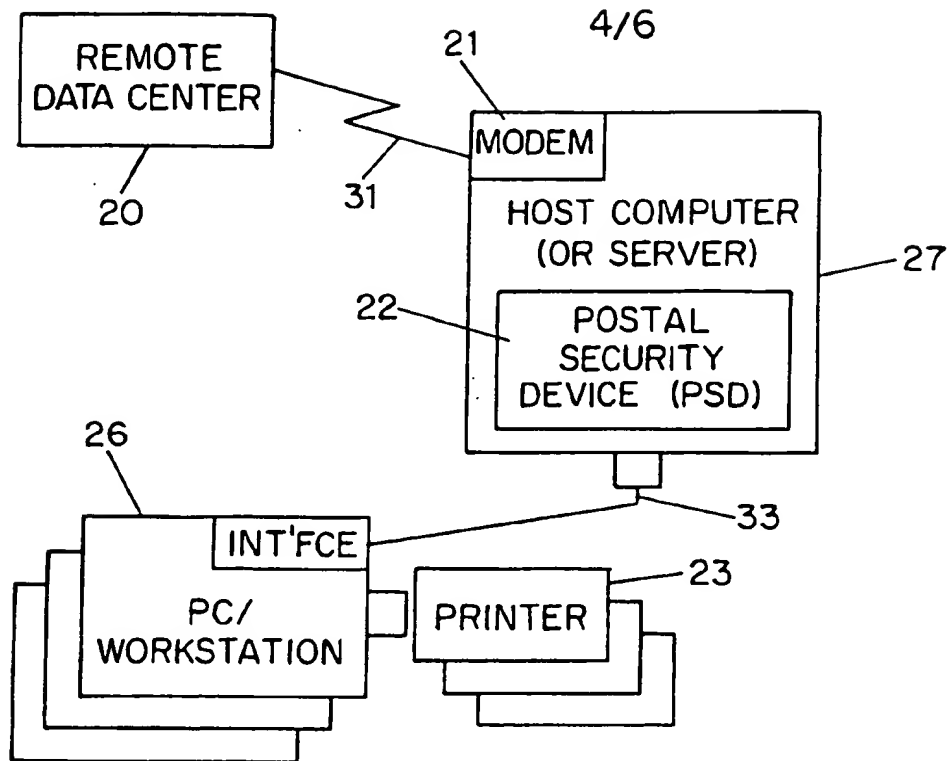 4/6
REMOTE
DATA CENTER
20
31
21
MODEM
HOST COMPUTER
(OR SERVER)
27
22
POSTAL
SECURITY
DEVICE (PSD)
33
26
INT'FCE
PC/
WORKSTATION
23
PRINTER